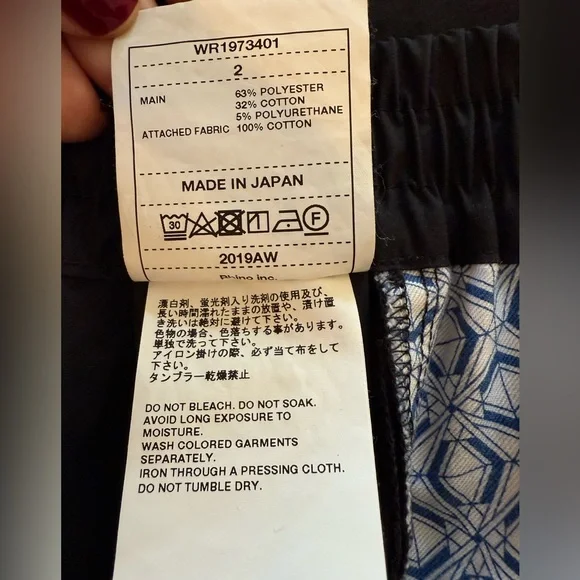 WR1973401
2
MAIN 63% POLYESTER
32% COTTON
5% POLYURETHANE
ATTACHED FABRIC 100% COTTON
MADE IN JAPAN
30 F
2019AW
Rhino inc.
漂白剤、蛍光剤入り洗剤の使用及び、
長い時間濡れたままの放置や、漬け置
き洗いは絶対に避けて下さい。
色物の場合、色落ちする事があります。
単独で洗って下さい。
アイロン掛けの際、必ず当て布をして
下さい。
タンブラー乾燥禁止
DO NOT BLEACH. DO NOT SOAK.
AVOID LONG EXPOSURE TO
MOISTURE.
WASH COLORED GARMENTS
SEPARATELY.
IRON THROUGH A PRESSING CLOTH.
DO NOT TUMBLE DRY.